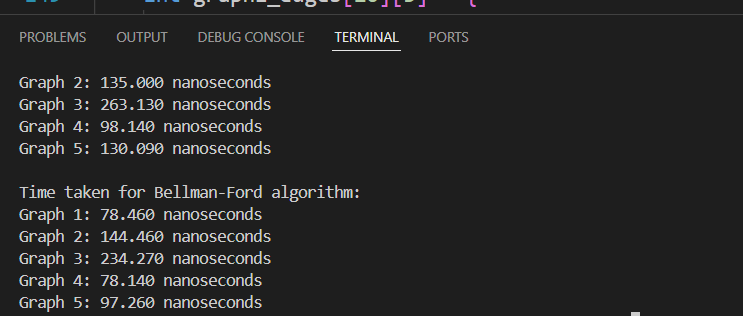 PROBLEMS OUTPUT DEBUG CONSOLE TERMINAL PORTS
Graph 2: 135.000 nanoseconds
Graph 3: 263.130 nanoseconds
Graph 4: 98.140 nanoseconds
Graph 5: 130.090 nanoseconds
Time taken for Bellman-Ford algorithm:
Graph 1: 78.460 nanoseconds
Graph 2: 144.460 nanoseconds
Graph 3: 234.270 nanoseconds
Graph 4: 78.140 nanoseconds
Graph 5: 97.260 nanoseconds